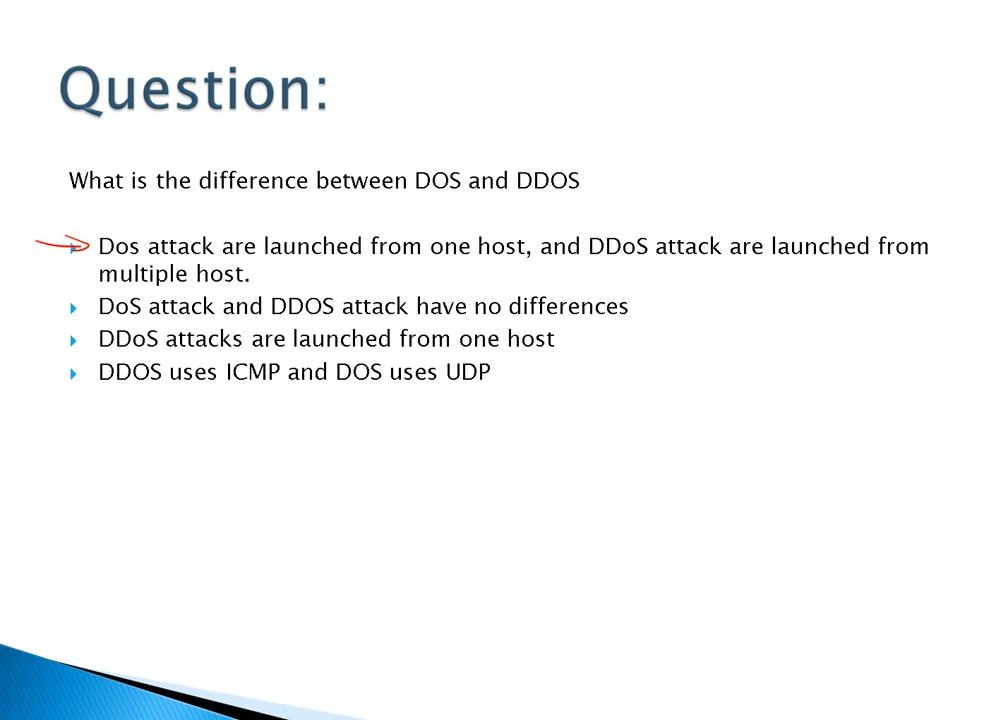 Question:
What is the difference between DOS and DDOS
Dos attack are launched from one host, and DDoS attack are launched from
multiple host.
DoS attack and DDOS attack have no differences
DDoS attacks are launched from one host
DDOS uses ICMP and DOS uses UDP